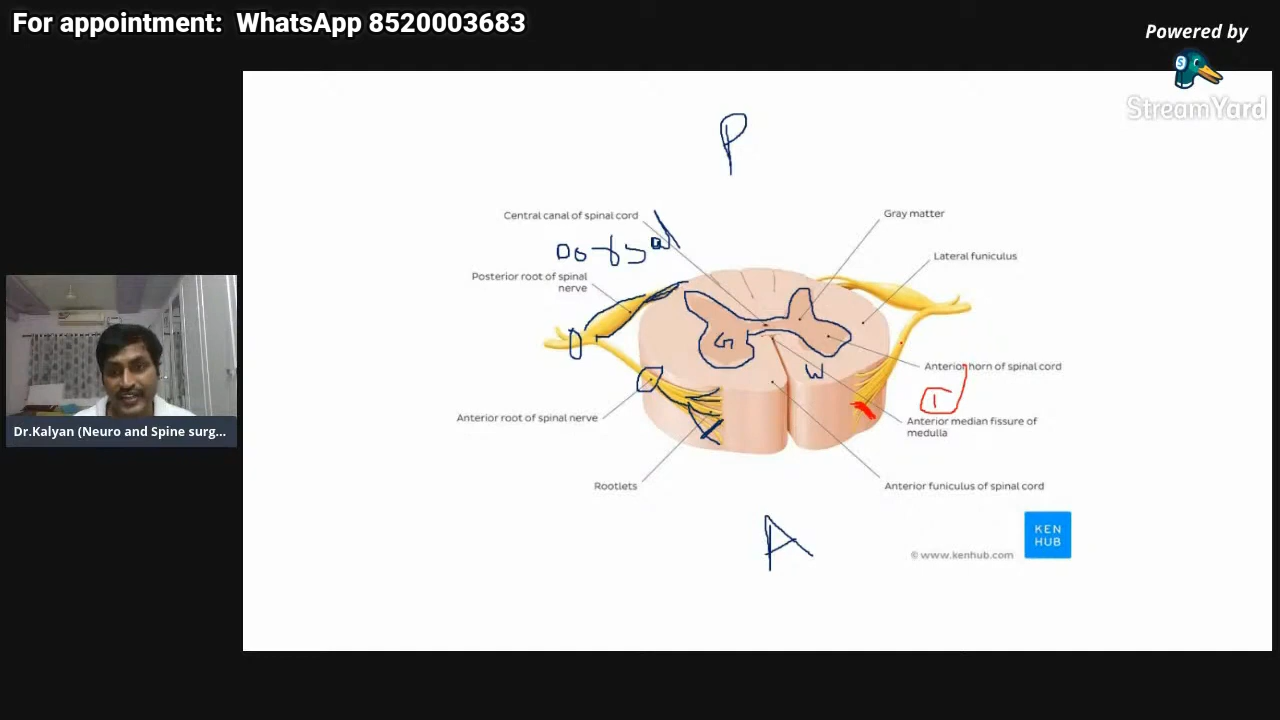 For appointment: WhatsApp 8520003683
Powered by
StreamYard
P
Central canal of spinal cord
Gray matter
Dorsal
Lateral funiculus
Posterior root of spinal
nerve
G
Anterior horn of spinal cord
W
Anterior root of spinal nerve
Anterior median fissure of
medulla
Dr.Kalyan (Neuro and Spine surg...
Rootlets
Anterior funiculus of spinal cord
A
KEN
HUB
© www.kenhub.com